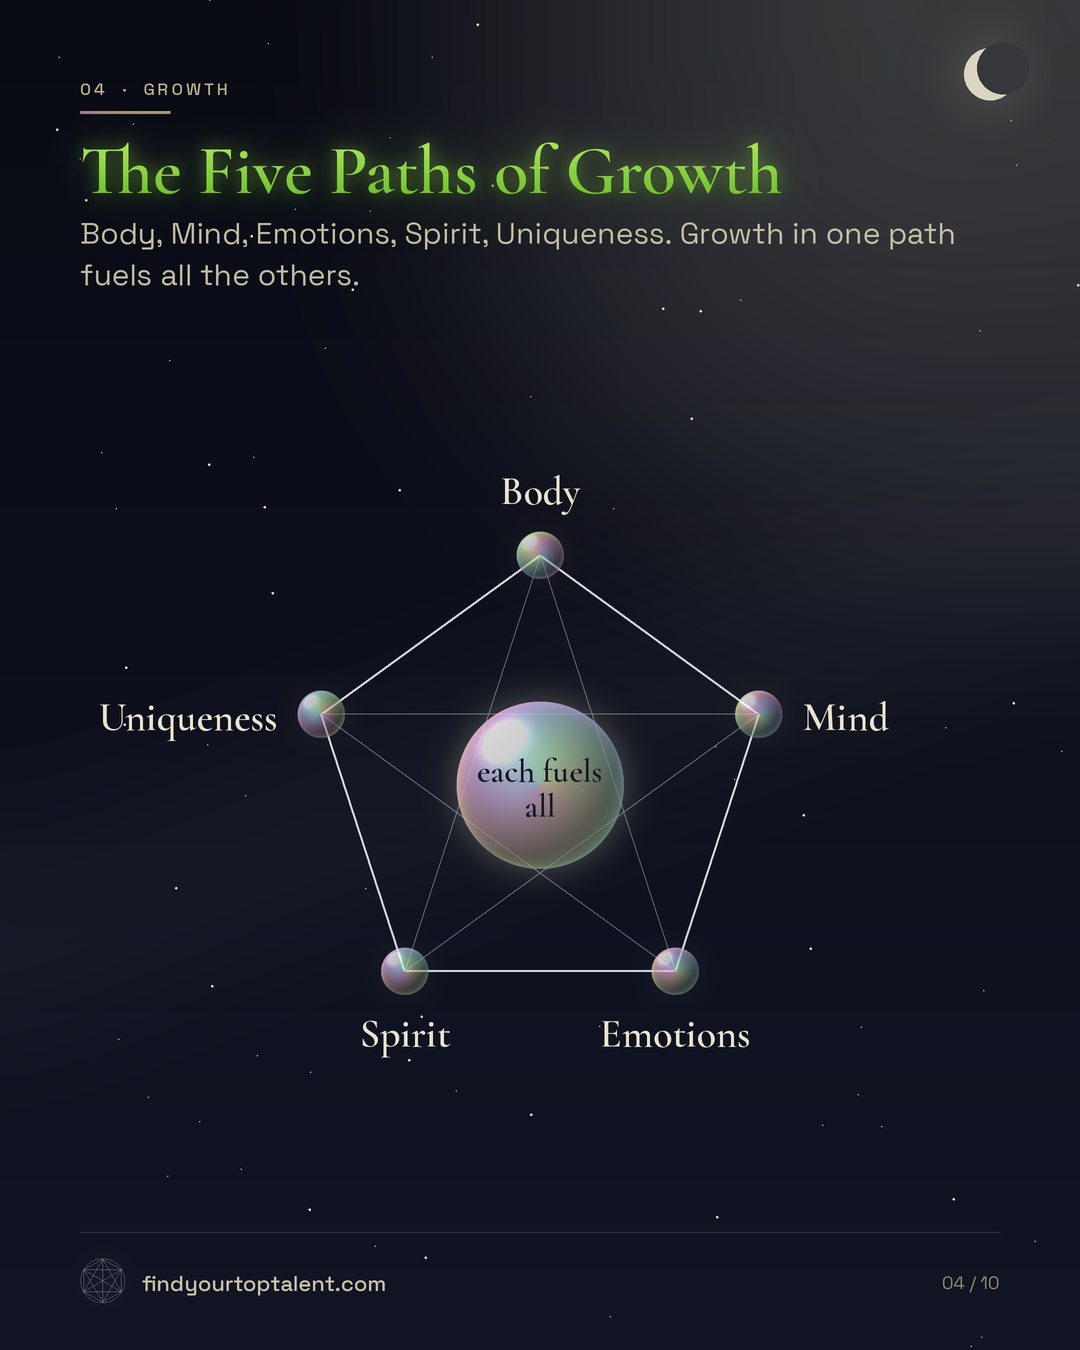 04 · GROWTH
The Five Paths of Growth
Body, Mind, Emotions, Spirit, Uniqueness. Growth in one path
fuels all the others.
Body
Uniqueness
Mind
each fuels
all
Spirit
Emotions
findyourtoptalent.com
04 / 10